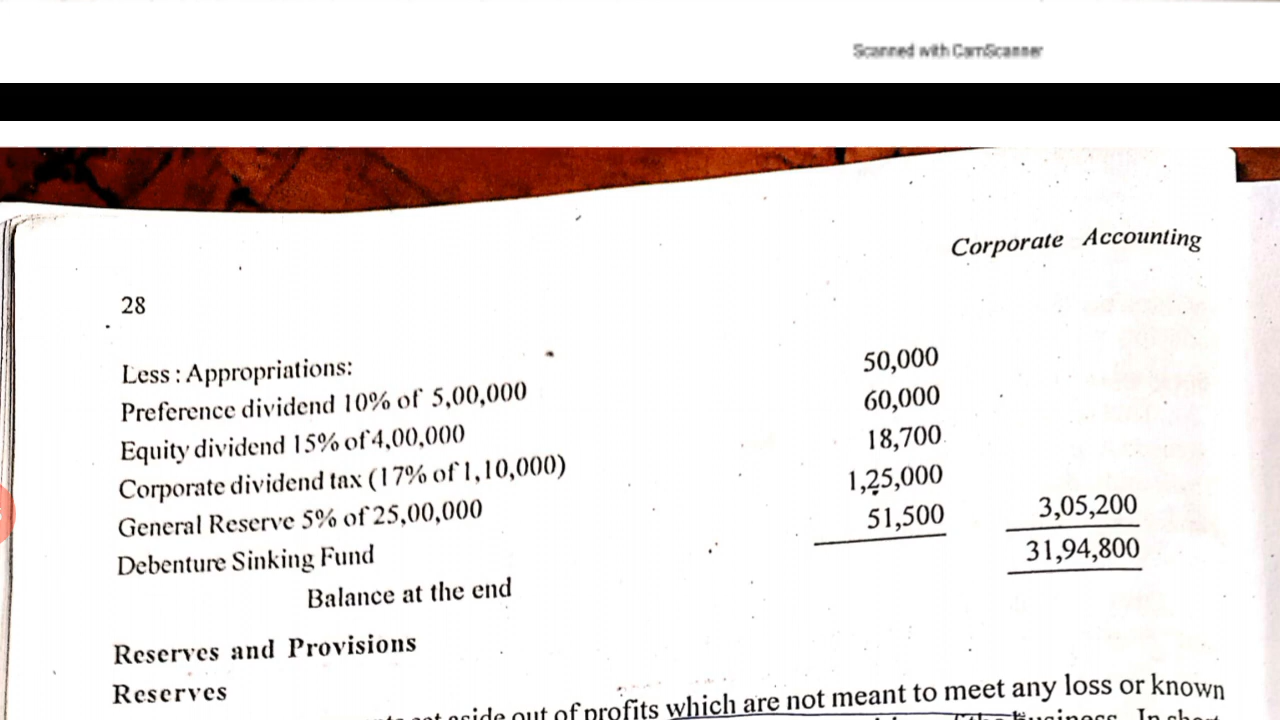 Scanned with CamScanner
Corporate Accounting
28
Less : Appropriations:
Preference dividend 10% of 5,00,000 50,000
Equity dividend 15% of 4,00,000 60,000
Corporate dividend tax (17% of 1,10,000) 18,700
General Reserve 5% of 25,00,000 1,25,000
Debenture Sinking Fund 51,500 3,05,200
Balance at the end 31,94,800
Reserves and Provisions
Reserves
aside out of profits which are not meant to meet any loss or known
business. In short